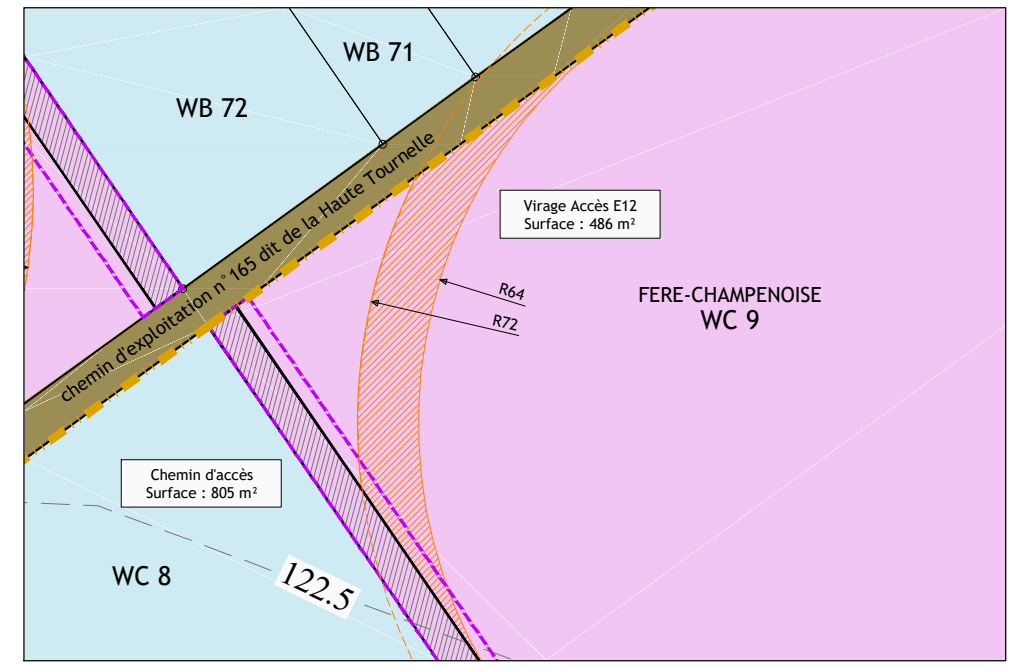 WB 71
WB 72
chemin d'exploitation n°165 dit de la Haute Tournelle
Virage Accès E12
Surface : 486 m²
R64
R72
FERE-CHAMPENOISE
WC 9
Chemin d'accès
Surface : 805 m²
WC 8
122.5